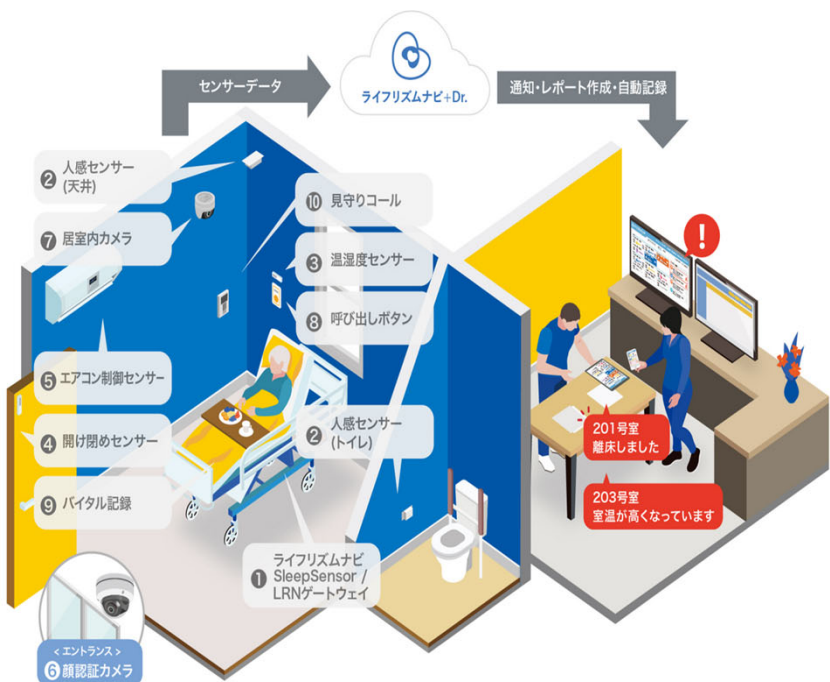 センサーデータ
ライフリズムナビ+Dr.
通知・レポート作成・自動記録
❷ 人感センサー
(天井)
❼ 居室内カメラ
❿ 見守りコール
❸ 温湿度センサー
❽ 呼び出しボタン
❺ エアコン制御センサー
❹ 開け閉めセンサー
❾ バイタル記録
❷ 人感センサー
(トイレ)
❶ ライフリズムナビ
SleepSensor /
LRNゲートウェイ
!
201号室
離床しました
203号室
室温が高くなっています
< エントランス >
❻ 顔認証カメラ